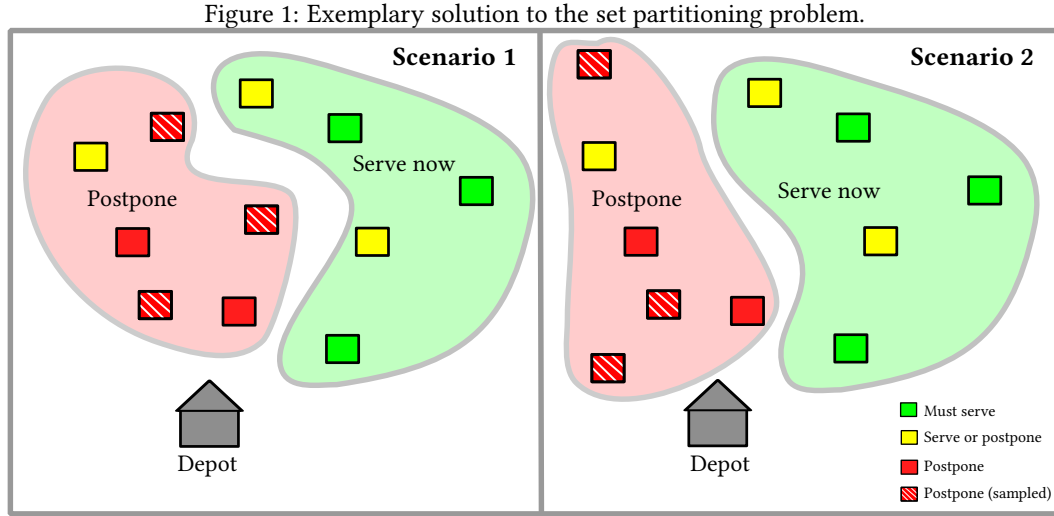 Figure 1: Exemplary solution to the set partitioning problem.
Scenario 1
Serve now
Postpone
Depot
Scenario 2
Postpone
Serve now
Depot
Must serve
Serve or postpone
Postpone
Postpone (sampled)